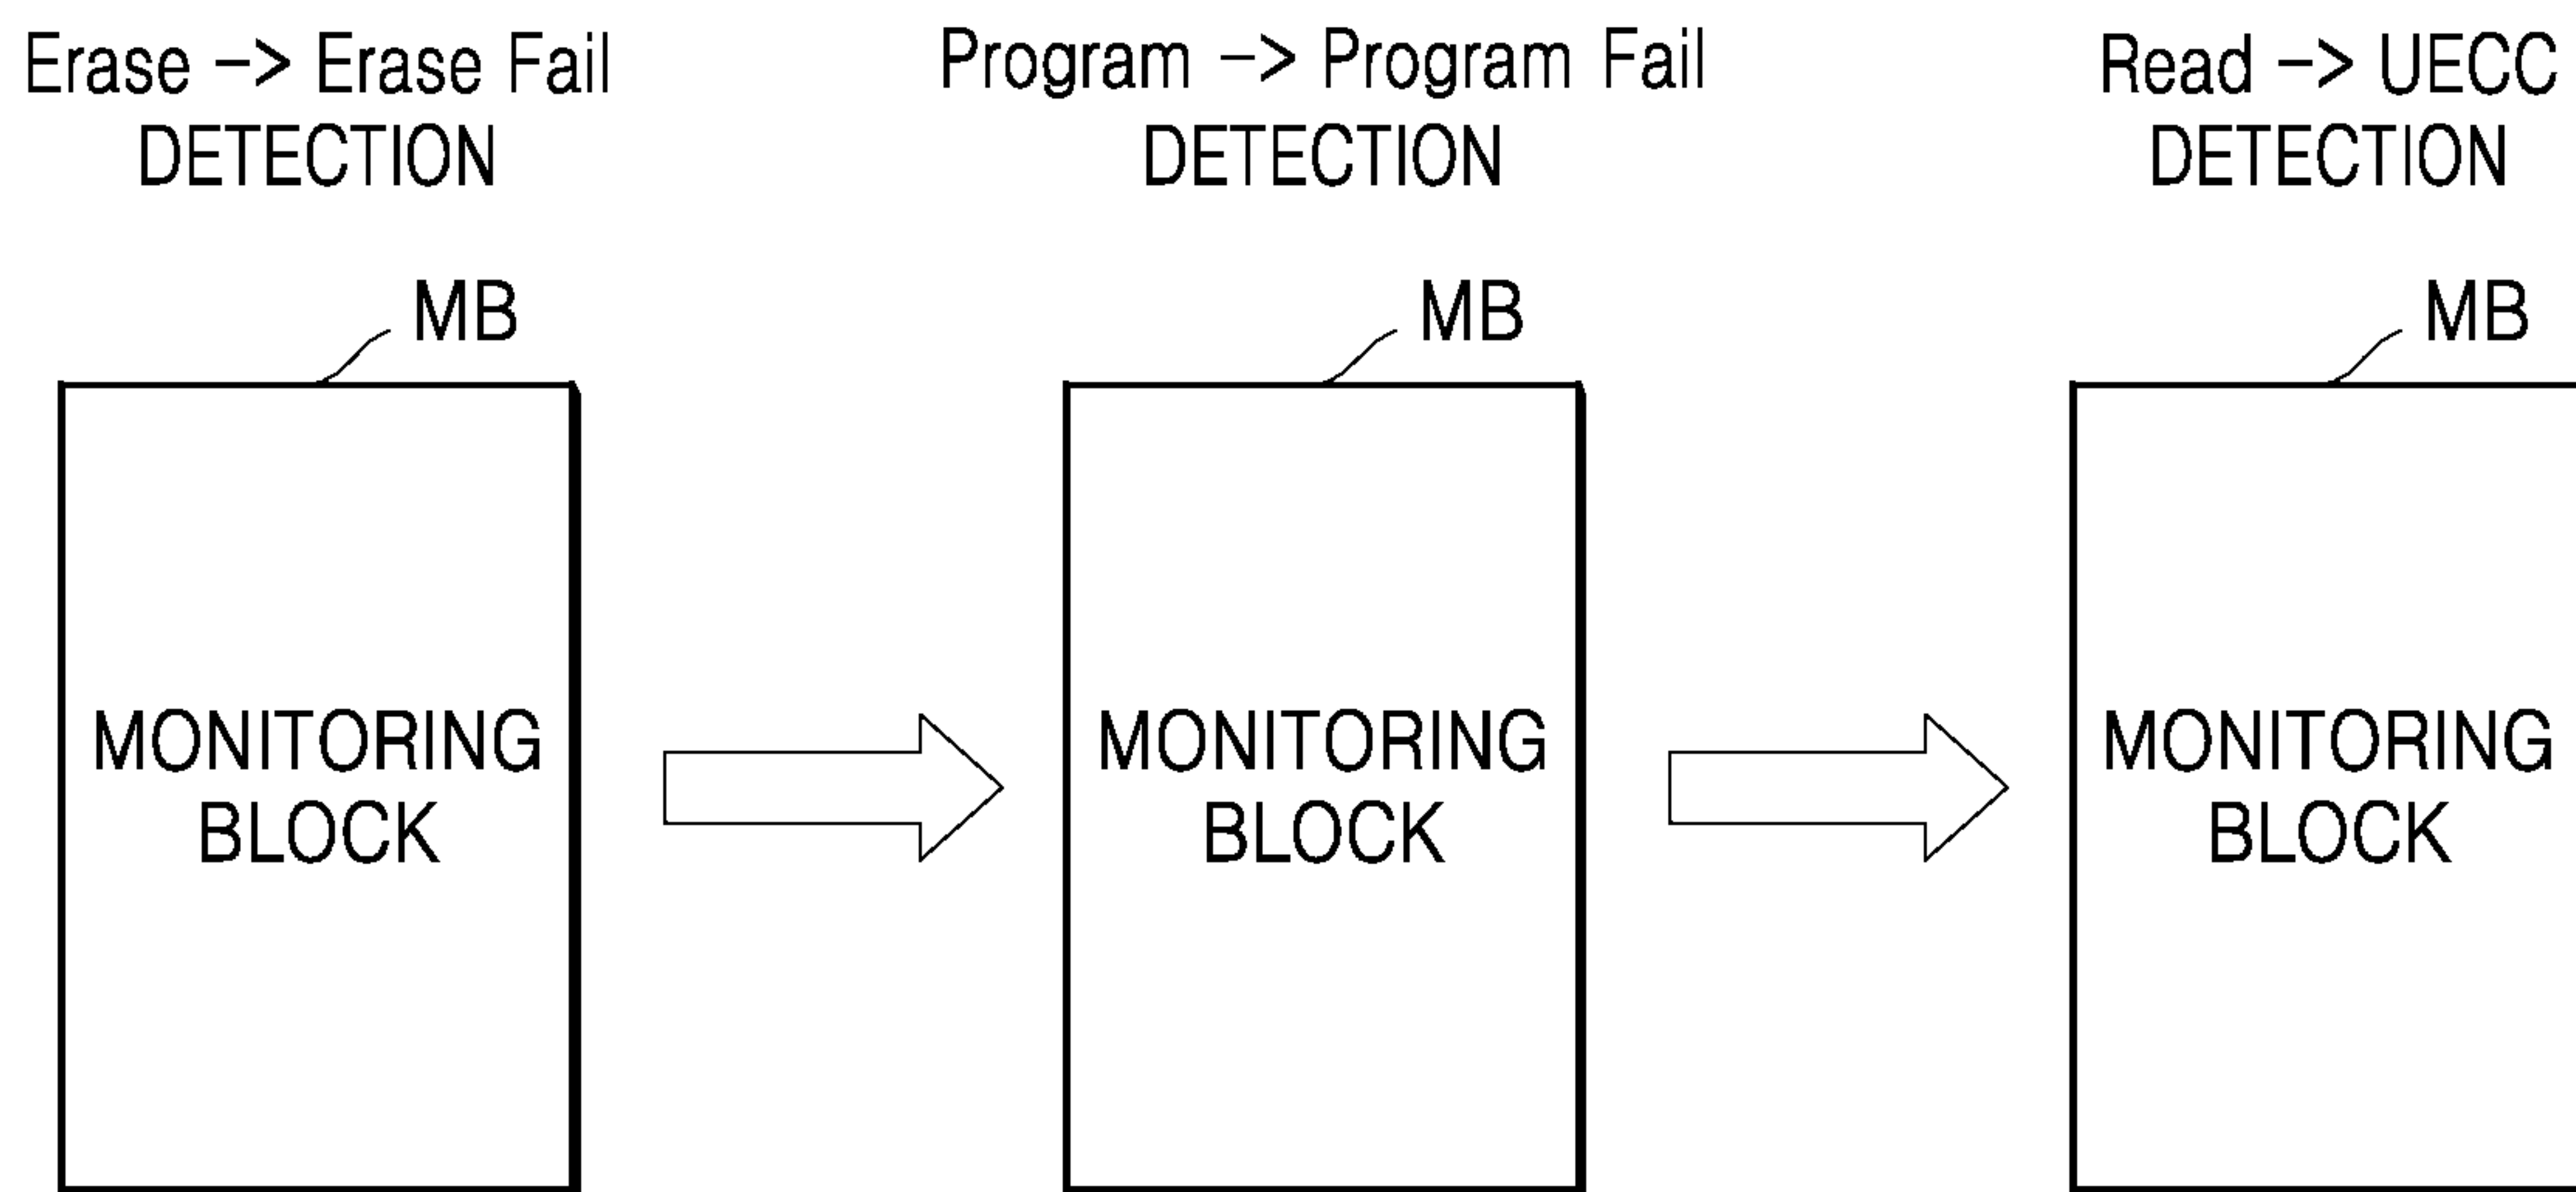 Erase -> Erase Fail
DETECTION
Program -> Program Fail
DETECTION
Read -> UECC
DETECTION
MB
MB
MB
MONITORING
BLOCK
MONITORING
BLOCK
MONITORING
BLOCK